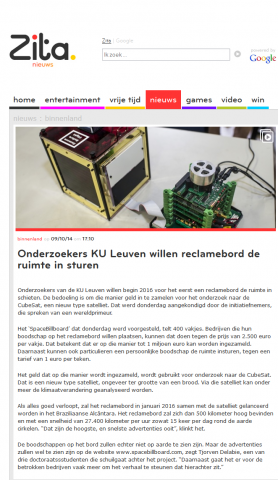 Zita.
nieuws
Zita | Google
Ik zoek...
powered by
Google
home entertainment vrije tijd nieuws games video win
nieuws : binnenland
binnenland on 09/10/14 om 17:10
Onderzoekers KU Leuven willen reclamebord de
ruimte in sturen
Onderzoekers van de KU Leuven willen begin 2016 voor het eerst een reclamebord de ruimte in
schieten. De bedoeling is om die manier geld in te zamelen voor het onderzoek naar de
CubeSat, een nieuw type satelliet. Dat werd donderdag aangekondigd door de initiatiefnemers,
die spreken van een wereldprimeur.
Het 'SpaceBillboard' dat donderdag werd voorgesteld, telt 400 vakjes. Bedrijven die hun
boodschap op het reclamebord willen plaatsen, kunnen dat doen tegen de prijs van 2.500 euro
per vakje. Dat betekent dat er op die manier tot 1 miljoen euro kan worden ingezameld.
Daarnaast kunnen ook particulieren een persoonlijke boodschap de ruimte insturen, tegen een
tarief van 1 euro per teken.
Het geld dat op die manier wordt ingezameld, wordt gebruikt voor onderzoek naar de CubeSat.
Dat is een nieuw type satelliet, ongeveer ter grootte van een brood. Via die satelliet kan onder
meer de klimaatverandering geanalyseerd worden.
Als alles goed verloopt, zal het reclamebord in januari 2016 samen met de satelliet gelanceerd
worden in het Braziliaanse Alcântara. Het reclamebord zal zich dan 500 kilometer hoog bevinden
en met een snelheid van 27.400 kilometer per uur zowat 15 keer per dag rond de aarde
cirkelen. "Dat zijn de hoogste, en snelste advertenties ooit", klinkt het.
De boodschappen op het bord zullen echter niet op aarde te zien zijn. Maar de advertenties
zullen wel te zien zijn op de website www.spacebillboard.com, zegt Tjorven Delabie, een van
drie doctoraatsstudenten die schuilgaat achter het project. "Daarnaast gaat het er voor de
betrokken bedrijven vaak meer om het verhaal te steunen dat hierachter zit."